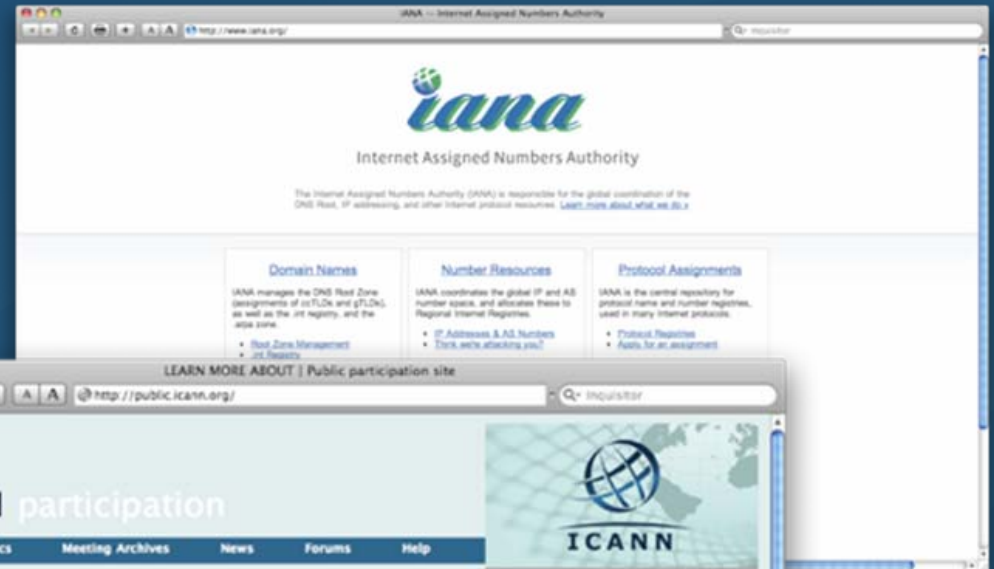 IANA — Internet Assigned Numbers Authority
A A http://www.iana.org/ Inquisitor
iana
Internet Assigned Numbers Authority
The Internet Assigned Numbers Authority (IANA) is responsible for the global coordination of the
DNS Root, IP addressing, and other Internet protocol resources. Learn more about what we do »
Domain Names
IANA manages the DNS Root Zone
(assignments of ccTLDs and gTLDs),
as well as the .int registry, and the
.arpa zone.
• Root Zone Management
• .int Registry
Number Resources
IANA coordinates the global IP and AS
number space, and allocates these to
Regional Internet Registries.
• IP Addresses & AS Numbers
• Think we're attacking you?
Protocol Assignments
IANA is the central repository for
protocol name and number registries,
used in many Internet protocols.
• Protocol Registries
• Apply for an assignment
LEARN MORE ABOUT | Public participation site
A A http://public.icann.org/ Inquisitor
participation
ICANN
cs Meeting Archives News Forums Help